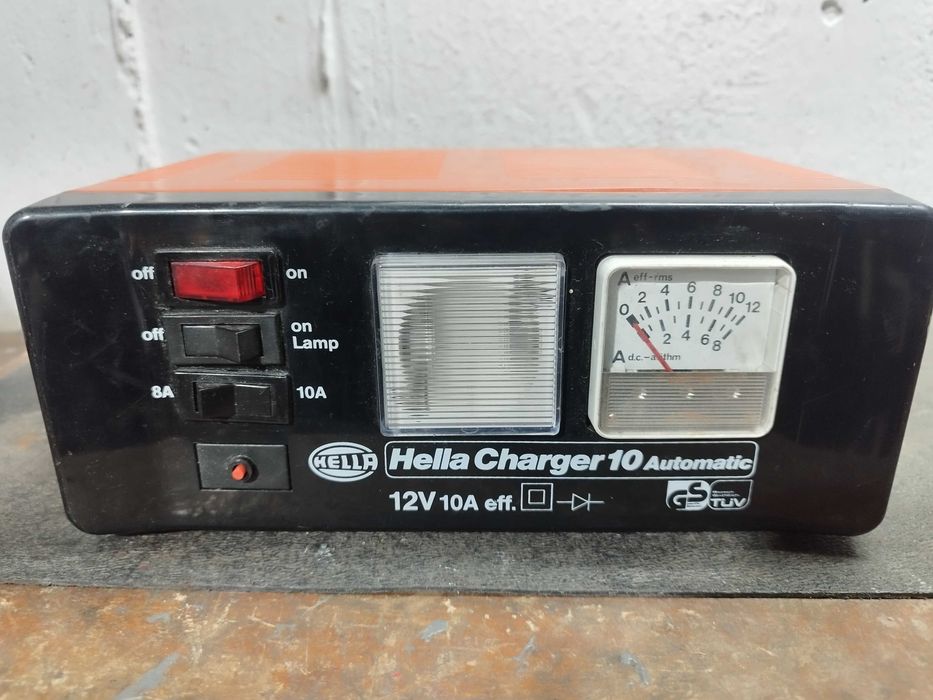 off on
off on
Lamp
8A 10A
A eff-rms
0 2 4 6 8 10 12
2 4 6 8
A d.c.-arithm
HELLA Hella Charger 10 Automatic
12V 10A eff.
GS TÜV